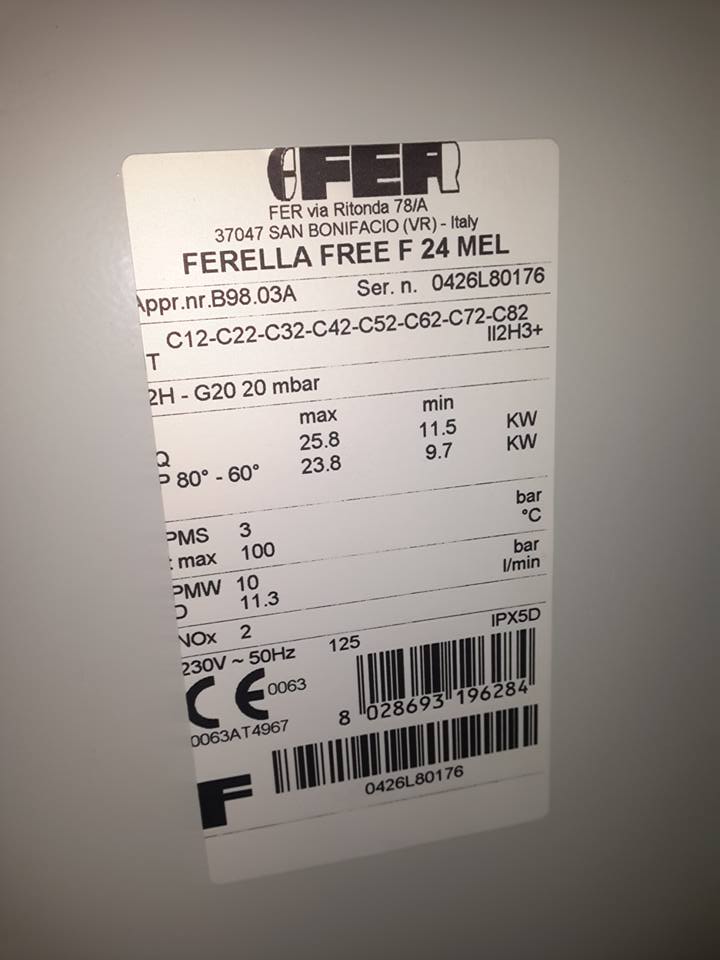 FER
FER via Ritonda 78/A
37047 SAN BONIFACIO (VR) - Italy
FERELLA FREE F 24 MEL
Appr.nr.B98.03A Ser. n. 0426L80176
T C12-C22-C32-C42-C52-C62-C72-C82
II2H3+
2H - G20 20 mbar
max min
Q 25.8 11.5 KW
P 80° - 60° 23.8 9.7 KW
PMS 3 bar
t max 100 °C
PMW 10 bar
D 11.3 l/min
NOx 2
230V ~ 50Hz 125 IPX5D
CE 0063
0063AT4967
8 028693 196284
F
0426L80176